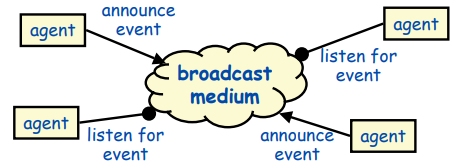 announce
event
agent
agent
listen for
event
broadcast
medium
agent
listen for
event
announce
event
agent